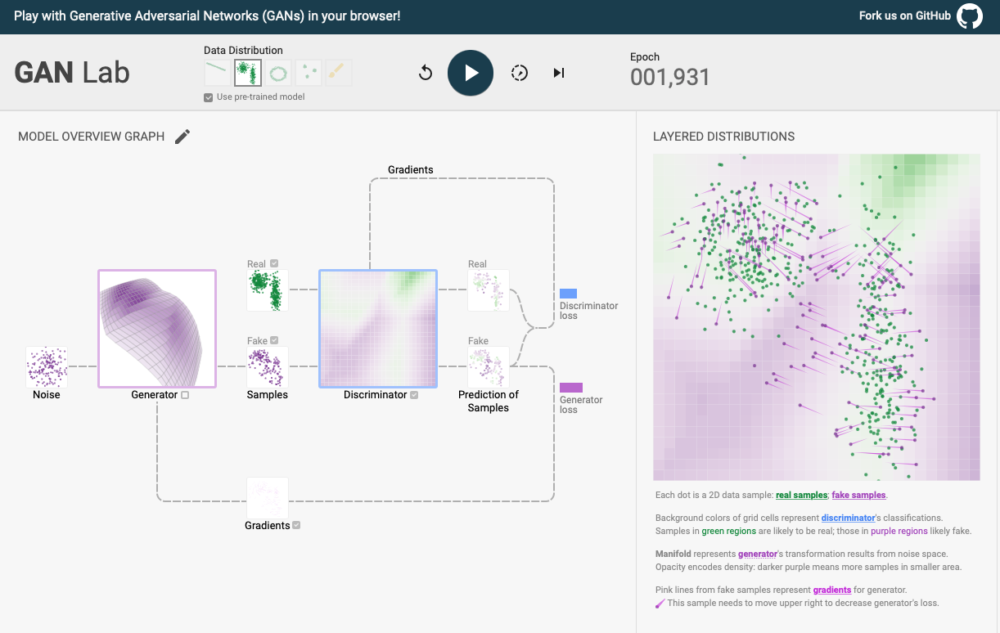 Play with Generative Adversarial Networks (GANs) in your browser!
Fork us on GitHub
GAN Lab
Data Distribution
Use pre-trained model
Epoch
001,931
MODEL OVERVIEW GRAPH
Gradients
Real
Real
Discriminator
loss
Fake
Fake
Noise
Generator
Samples
Discriminator
Prediction of
Samples
Generator
loss
Gradients
LAYERED DISTRIBUTIONS
Each dot is a 2D data sample: real samples; fake samples.
Background colors of grid cells represent discriminator's classifications.
Samples in green regions are likely to be real; those in purple regions likely fake.
Manifold represents generator's transformation results from noise space.
Opacity encodes density: darker purple means more samples in smaller area.
Pink lines from fake samples represent gradients for generator.
This sample needs to move upper right to decrease generator's loss.